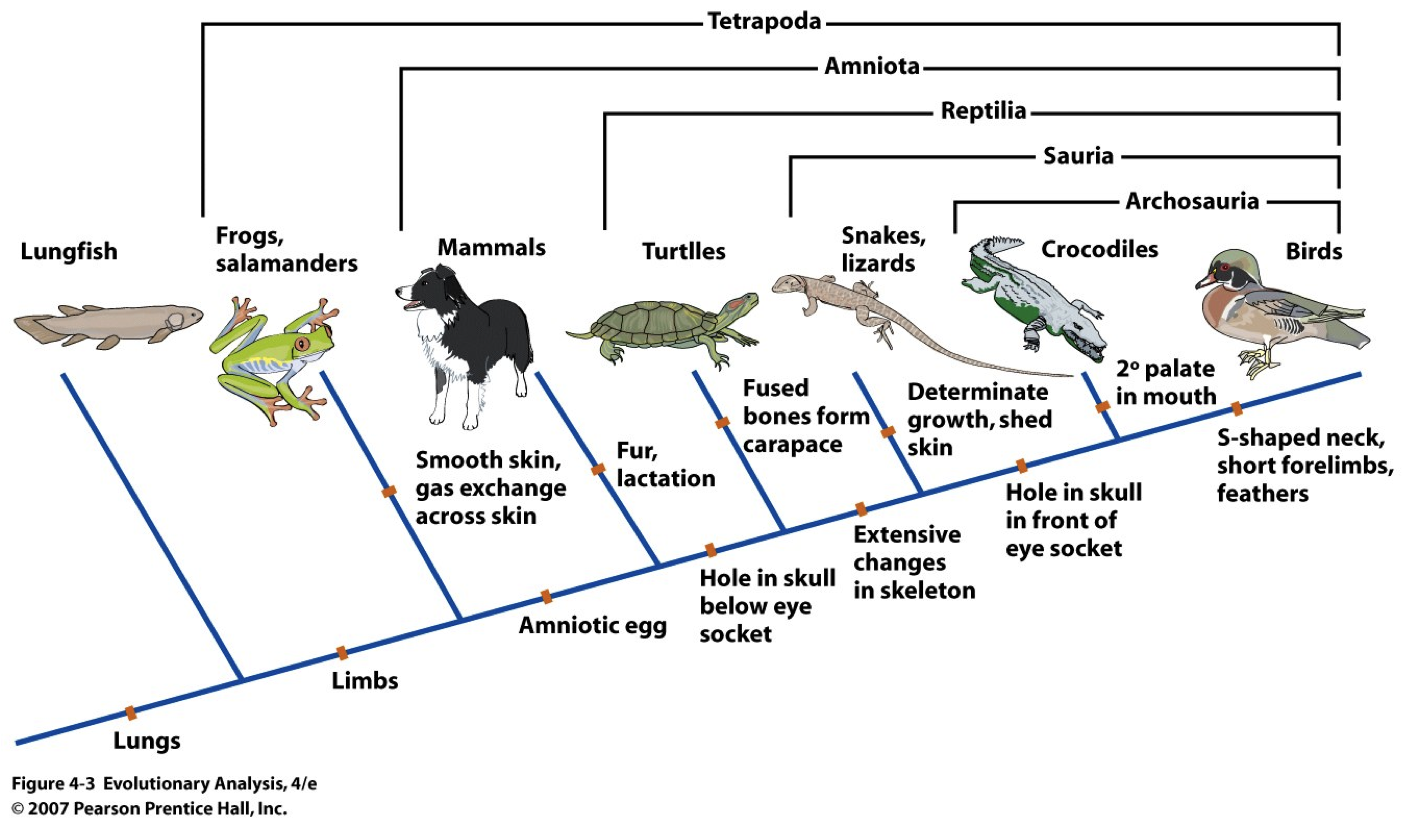 Tetrapoda
Amniota
Reptilia
Sauria
Archosauria
Lungfish
Frogs,
salamanders
Mammals
Turtlles
Snakes,
lizards
Crocodiles
Birds
Smooth skin,
gas exchange
across skin
Fur,
lactation
Fused
bones form
carapace
Determinate
growth, shed
skin
2º palate
in mouth
S-shaped neck,
short forelimbs,
feathers
Hole in skull
in front of
eye socket
Extensive
changes
in skeleton
Hole in skull
below eye
socket
Amniotic egg
Limbs
Lungs
Figure 4-3 Evolutionary Analysis, 4/e
© 2007 Pearson Prentice Hall, Inc.